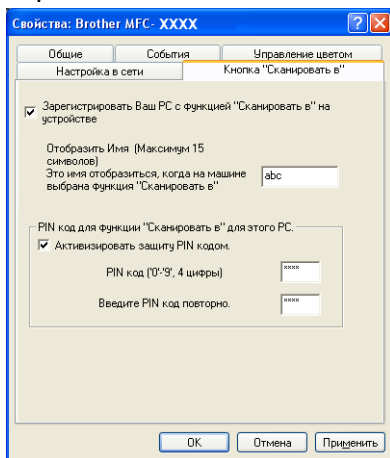 Свойства: Brother MFC- XXXX
Общие
События
Управление цветом
Настройка в сети
Кнопка "Сканировать в"
Зарегистрировать Ваш PC с функцией "Сканировать в" на
устройстве
Отобразить Имя (Максимум 15
символов)
Это имя отобразиться, когда на машине
выбрана функция "Сканировать в"
abc
PIN код для функции "Сканировать в" для этого PC.
Активизировать защиту PIN кодом.
PIN код ('0'-'9', 4 цифры)
××××
Введите PIN код повторно.
××××
OK
Отмена
Применить